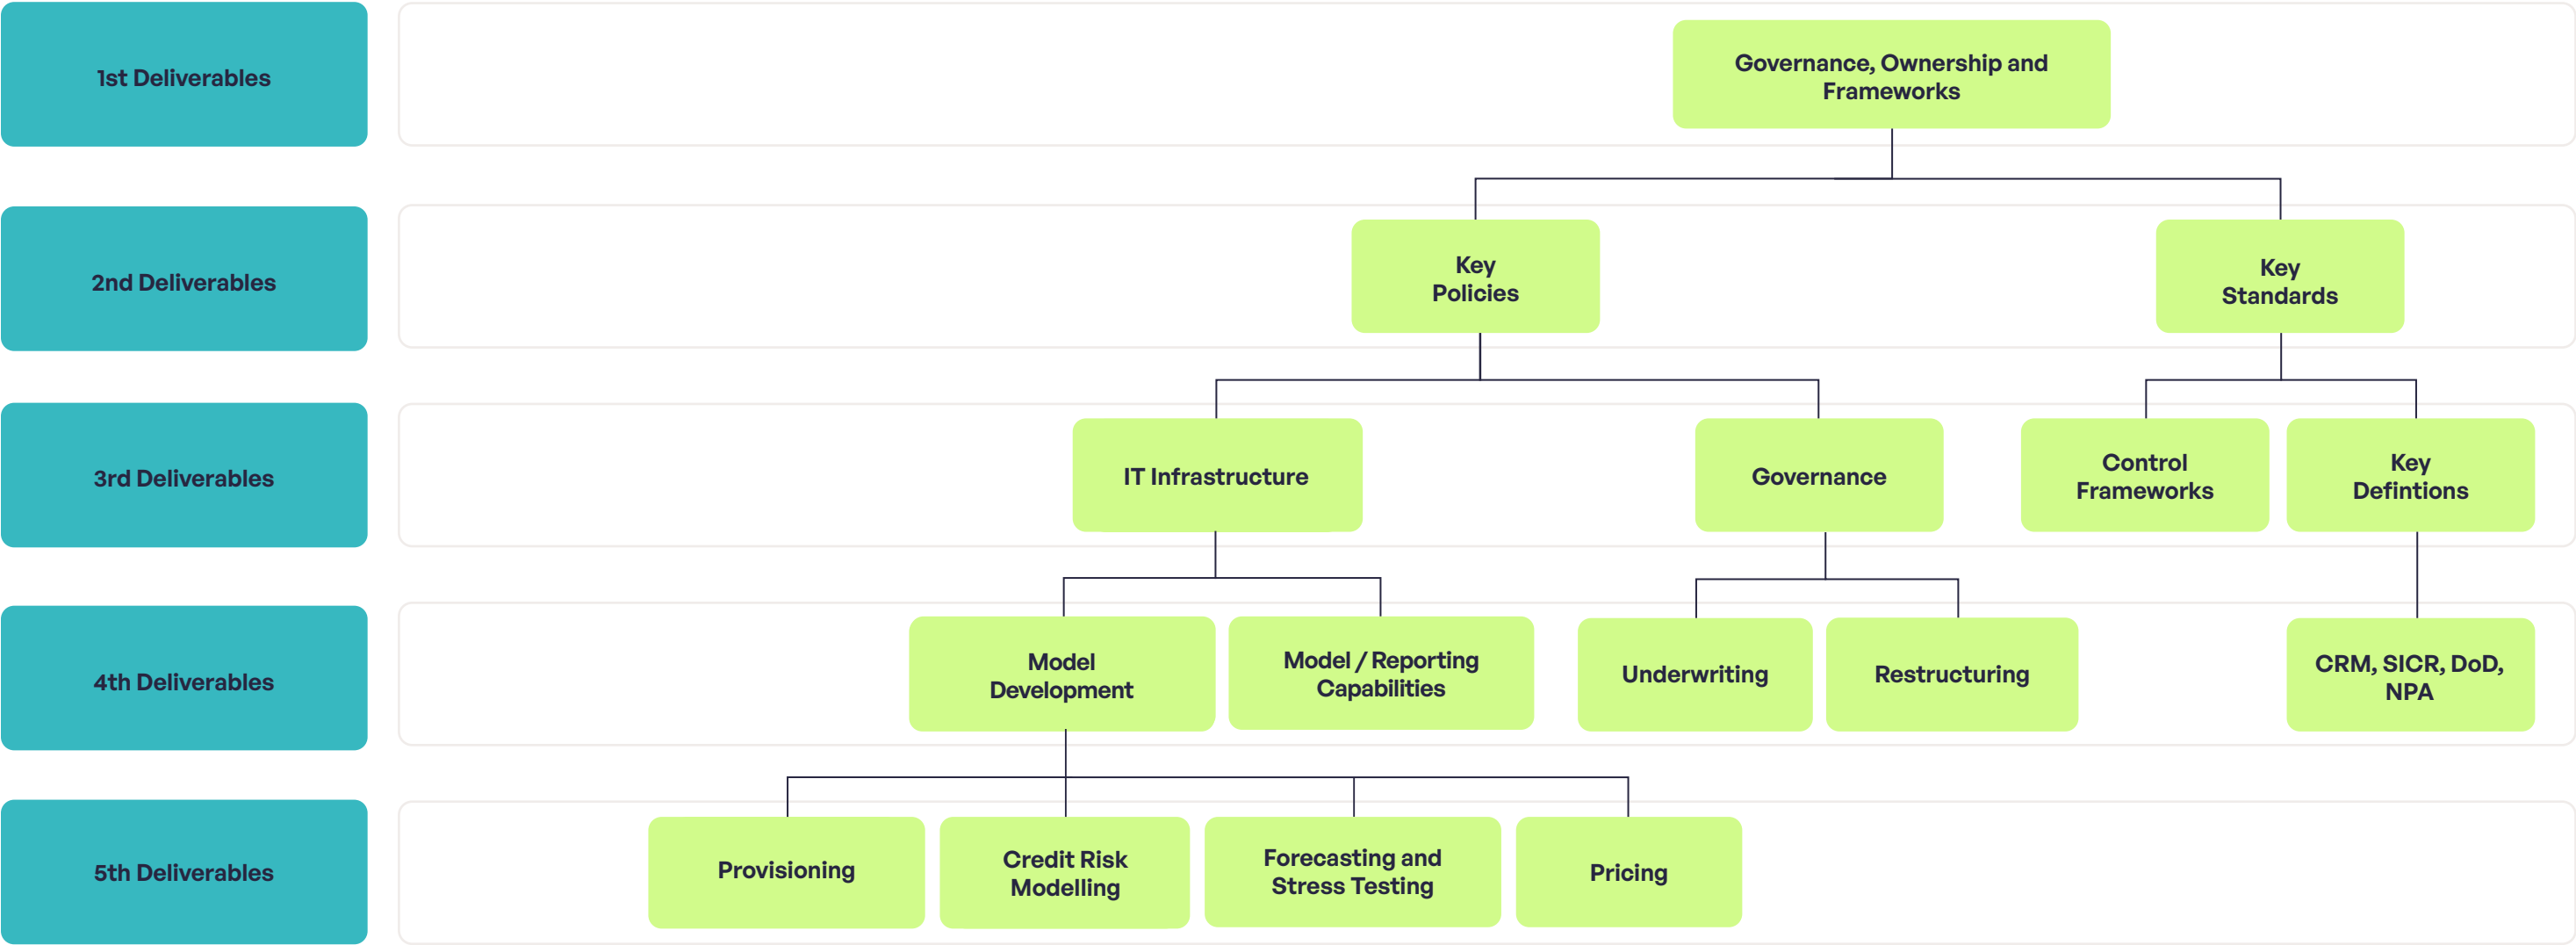 1st Deliverables
Governance, Ownership and
Frameworks
2nd Deliverables
Key
Policies
Key
Standards
3rd Deliverables
IT Infrastructure
Governance
Control
Frameworks
Key
Defintions
4th Deliverables
Model
Development
Model / Reporting
Capabilities
Underwriting
Restructuring
CRM, SICR, DoD,
NPA
5th Deliverables
Provisioning
Credit Risk
Modelling
Forecasting and
Stress Testing
Pricing